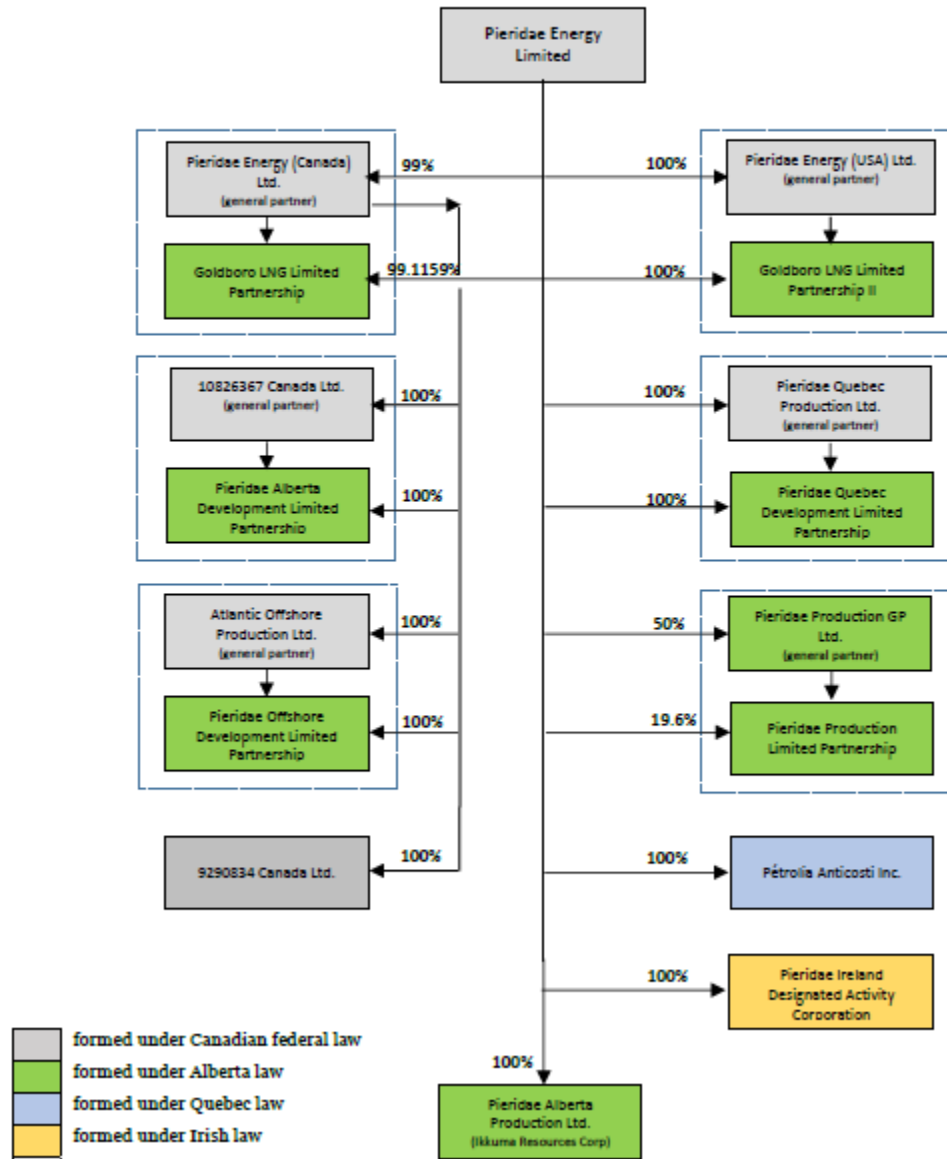 Pieridae Energy
Limited
Pieridae Energy (Canada)
Ltd.
(general partner)
99%
100%
Pieridae Energy (USA) Ltd.
(general partner)
Goldboro LNG Limited
Partnership
99.1159%
100%
Goldboro LNG Limited
Partnership II
10826367 Canada Ltd.
(general partner)
100%
100%
Pieridae Quebec
Production Ltd.
(general partner)
Pieridae Alberta
Development Limited
Partnership
100%
100%
Pieridae Quebec
Development Limited
Partnership
Atlantic Offshore
Production Ltd.
(general partner)
100%
50%
Pieridae Production GP
Ltd.
(general partner)
Pieridae Offshore
Development Limited
Partnership
100%
19.6%
Pieridae Production
Limited Partnership
9290834 Canada Ltd.
100%
100%
Pétrolia Anticosti Inc.
100%
Pieridae Ireland
Designated Activity
Corporation
formed under Canadian federal law
formed under Alberta law
formed under Quebec law
formed under Irish law
100%
Pieridae Alberta
Production Ltd.
(Ikkuma Resources Corp)